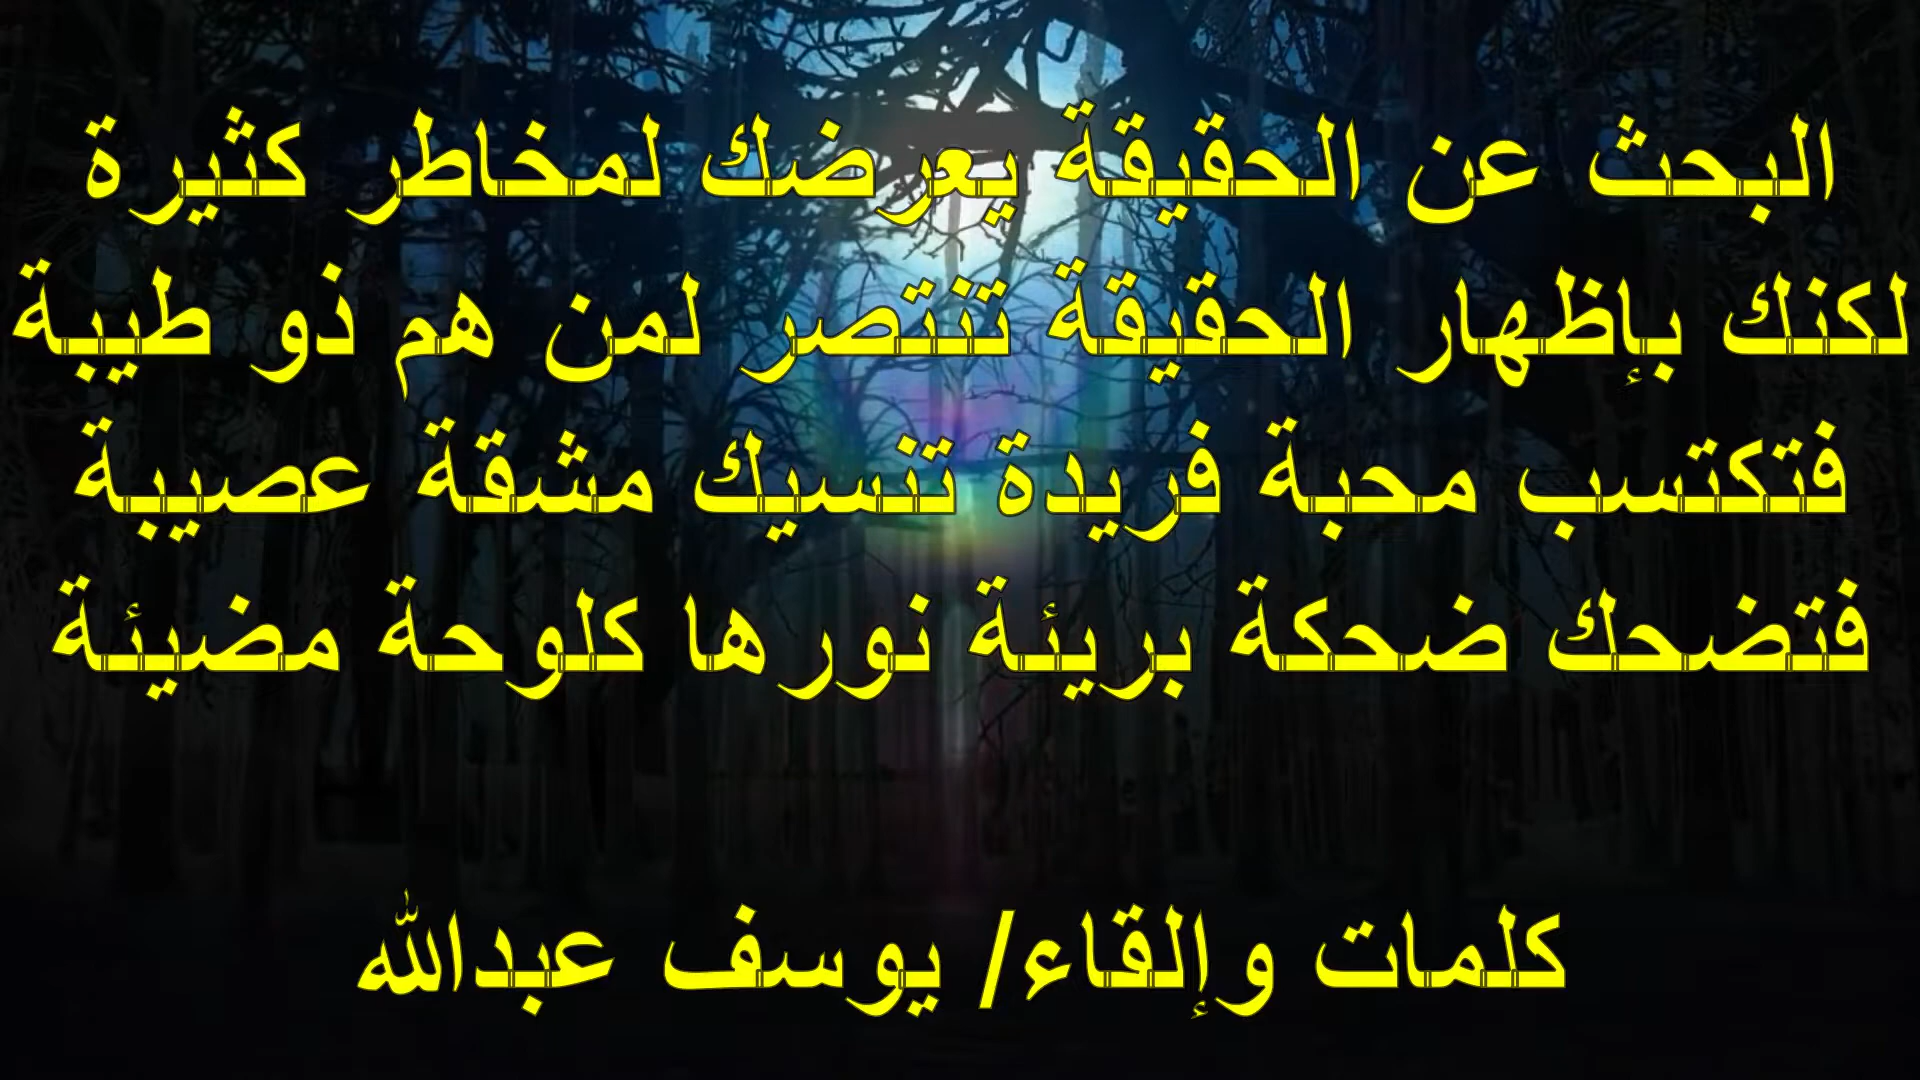 البحث عن الحقيقة يعرضك لمخاطر كثيرة
لكنك بإظهار الحقيقة تنتصر لمن هم ذو طيبة
فتكتسب محبة فريدة تنسيك مشقة عصيبة
فتضحك ضحكة بريئة نورها كلوحة مضيئة
كلمات وإلقاء/ يوسف عبدالله